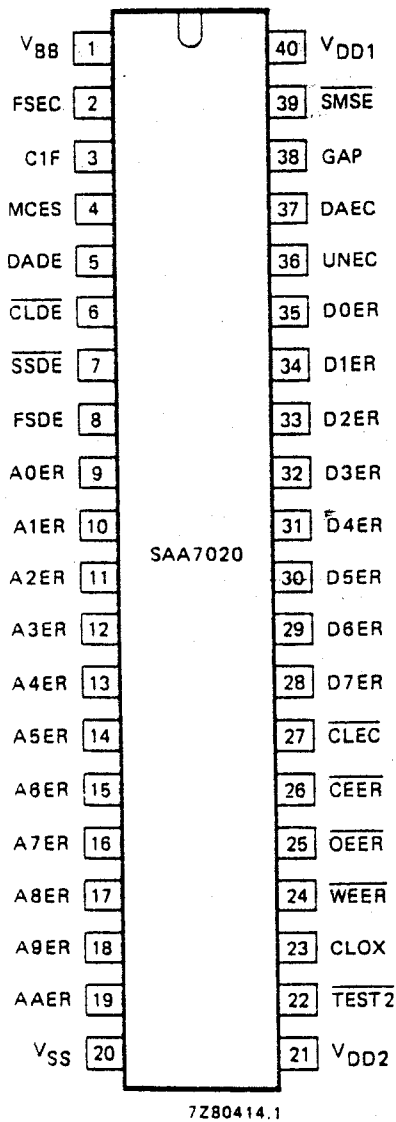 VBB 1 40 VDD1
FSEC 2 39 SMSE
C1F 3 38 GAP
MCES 4 37 DAEC
DADE 5 36 UNEC
CLDE 6 35 D0ER
SSDE 7 34 D1ER
FSDE 8 33 D2ER
A0ER 9 32 D3ER
A1ER 10 31 D4ER
SAA7020
A2ER 11 30 D5ER
A3ER 12 29 D6ER
A4ER 13 28 D7ER
A5ER 14 27 CLEC
A6ER 15 26 CEER
A7ER 16 25 OEER
A8ER 17 24 WEER
A9ER 18 23 CLOX
AAER 19 22 TEST2
VSS 20 21 VDD2
7Z80414.1